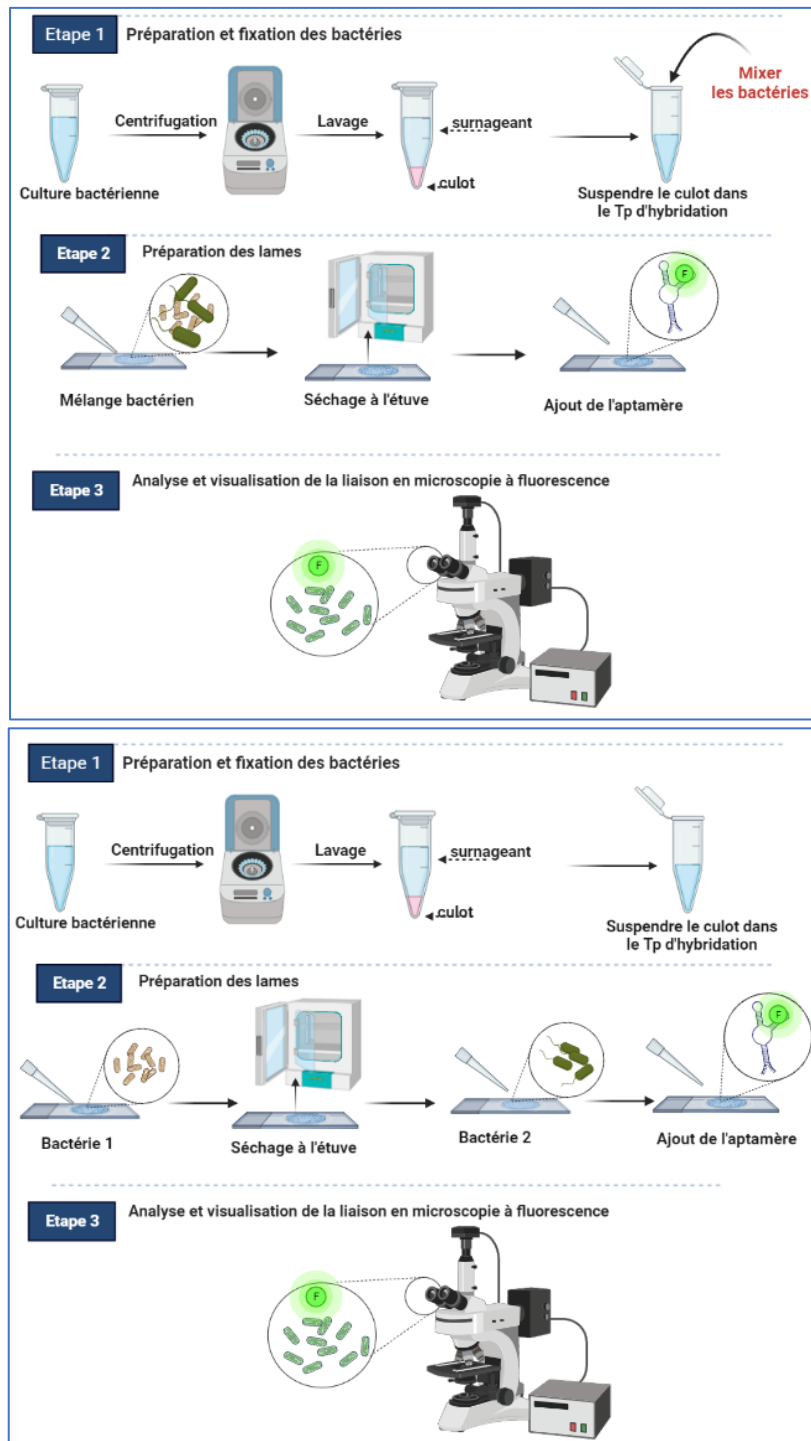 Etape 1
Préparation et fixation des bactéries
Mixer
les bactéries
Centrifugation
Lavage
surnageant
culot
Culture bactérienne
Suspendre le culot dans
le Tp d'hybridation
Etape 2
Préparation des lames
F
Mélange bactérien
Séchage à l'étuve
Ajout de l'aptamère
Etape 3
Analyse et visualisation de la liaison en microscopie à fluorescence
F
Etape 1
Préparation et fixation des bactéries
Centrifugation
Lavage
surnageant
culot
Culture bactérienne
Suspendre le culot dans
le Tp d'hybridation
Etape 2
Préparation des lames
F
Bactérie 1
Séchage à l'étuve
Bactérie 2
Ajout de l'aptamère
Etape 3
Analyse et visualisation de la liaison en microscopie à fluorescence
F